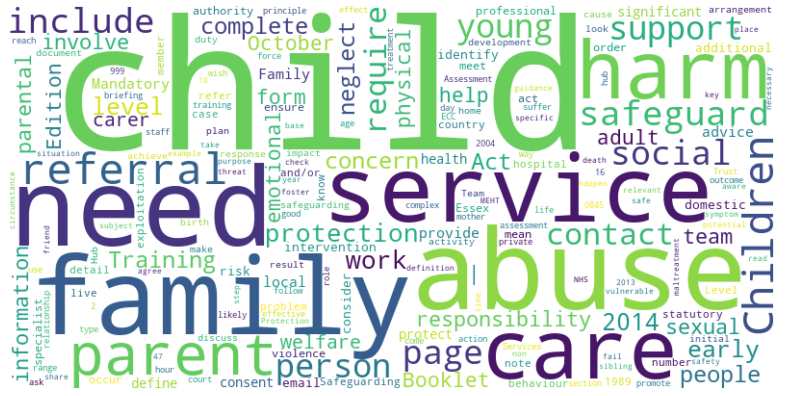 include
authority
principle
effect
duty
complete
professional
cause
significant
arrangement
reach
involve
October
young
look
place
support
development
document
999
member
wish
force
treatment
identify
meet
order
additional
Mandatory
briefing
18
refer
training
Family
neglect
require
physical
help
Assessment
guidance
hub
key
necessary
parental
Edition
level
carer
staff
case
form
ensure
base
age
act
day
home
suffer
ECC
country
2004
specific
child
harm
safeguard
situation
achieve
example
response
plan
take
purpose
threat
impact
check
and/or
emotional
concern
health
Act
way
hospital
adult
advice
death
social
16
happen
relevant
safe
Trust
outcome
aware
referral
circumstance
exploitation
foster
year
good
know
safeguarding
complex
Team
MEHT
mother
Essex
life
mean
private
0845
domestic
symptom
potential
Children
need
service
friend
subject
birth
protection
provide
assessment
activity
contact
team
Hub
make
intervention
definition
NHS
2013
vulnerable
maltreatment
read
Level
Training
agree
step
result
role
follow
work
information
use
detail
risk
local
consider
problem
effective
Protection
likely
time
live
2
family
abuse
range
specialist
relationship
type
discuss
welfare
protect
come
action
responsibility
2014
sexual
statutory
initial
early
parent
person
violence
page
Services
non
care
fail
sibling
number
safety
people
ask
share
occur
define
47
hour
court
consent
email
Safeguarding
Booklet
behaviour
note
section
1989
promote